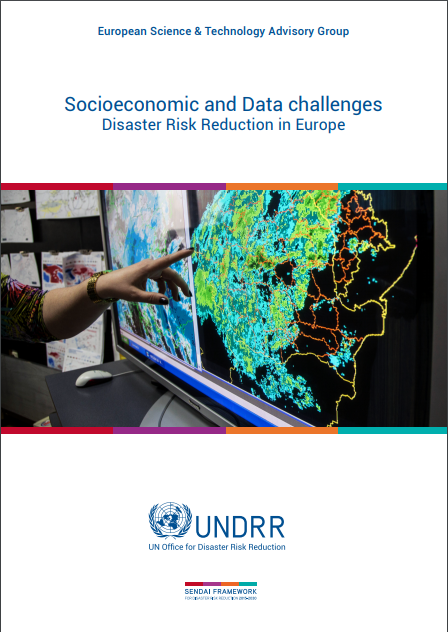 European Science & Technology Advisory Group
Socioeconomic and Data challenges
Disaster Risk Reduction in Europe
UNDRR
UN Office for Disaster Risk Reduction
SENDAI FRAMEWORK
FOR DISASTER RISK REDUCTION 2015-2030